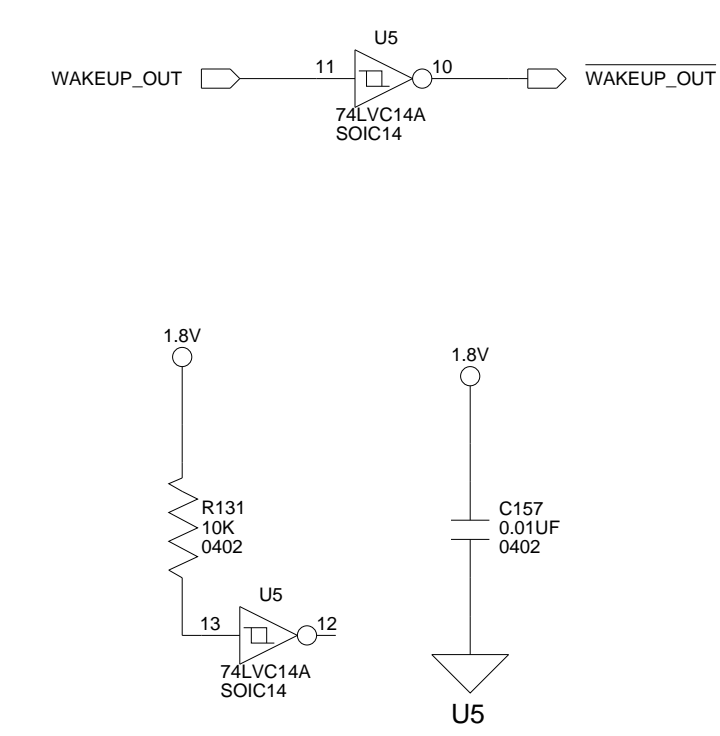 U5
WAKEUP_OUT
11
10
WAKEUP_OUT
74LVC14A
SOIC14
1.8V
R131
10K
0402
U5
13
12
74LVC14A
SOIC14
1.8V
C157
0.01UF
0402
U5